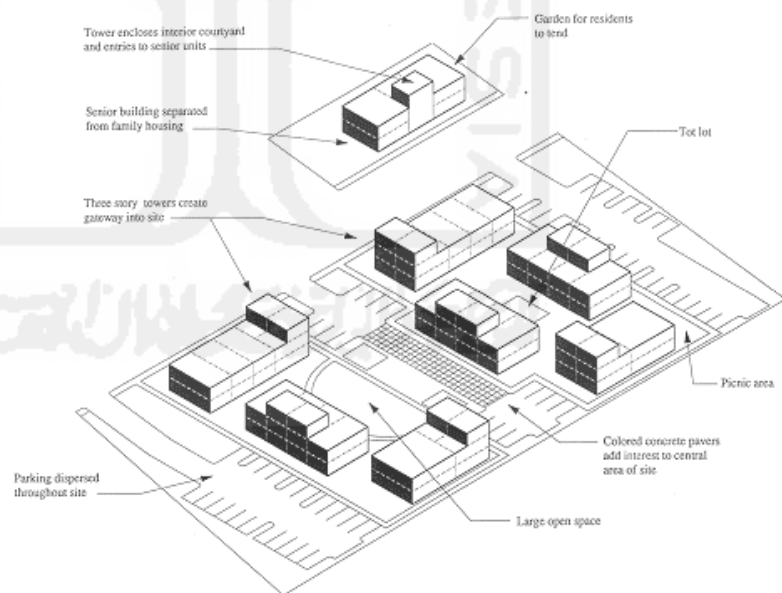 Tower encloses interior courtyard
and entries to senior units
Garden for residents
to tend
Senior building separated
from family housing
Tot lot
Three story towers create
gateway into site
Picnic area
Colored concrete pavers
add interest to central
area of site
Parking dispersed
throughout site
Large open space